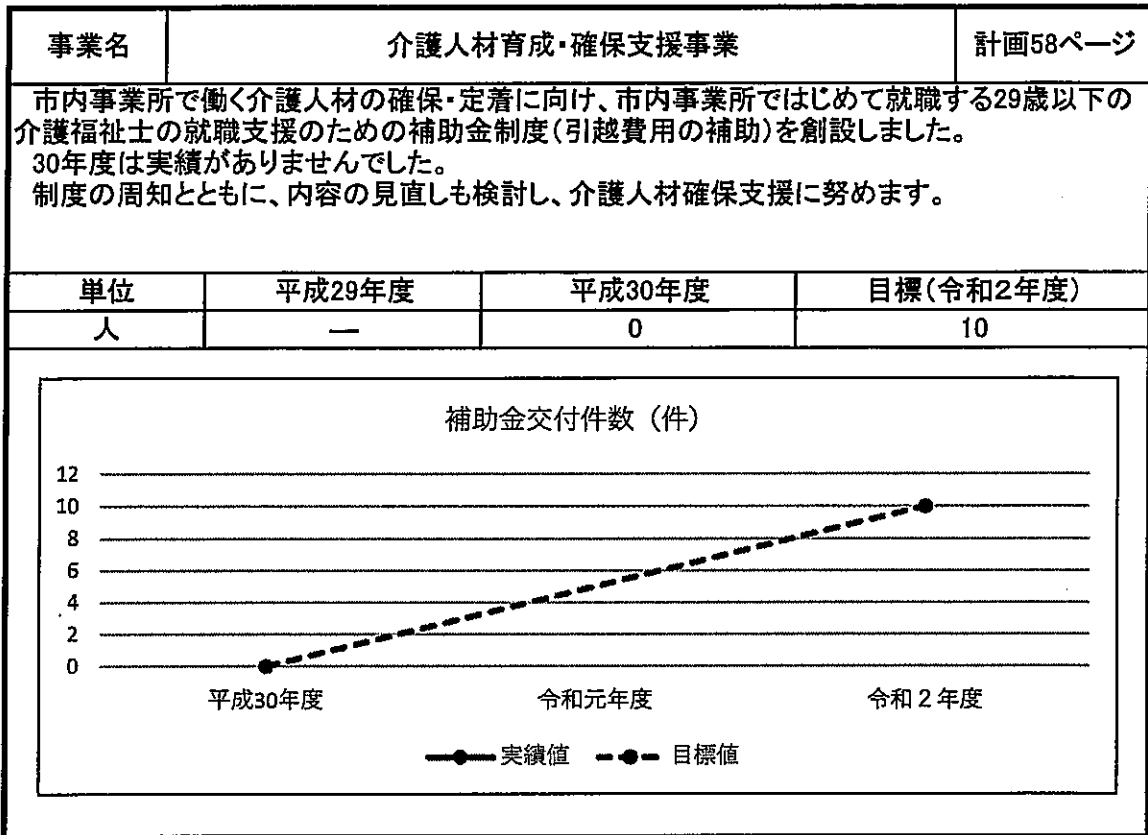 事業名 介護人材育成・確保支援事業 計画58ページ
市内事業所で働く介護人材の確保・定着に向け、市内事業所ではじめて就職する29歳以下の
介護福祉士の就職支援のための補助金制度(引越費用の補助)を創設しました。
30年度は実績がありませんでした。
制度の周知とともに、内容の見直しも検討し、介護人材確保支援に努めます。
単位 平成29年度 平成30年度 目標(令和2年度)
人 ― 0 10
補助金交付件数（件）
12
10
8
6
4
2
0
平成30年度 令和元年度 令和２年度
実績値 目標値